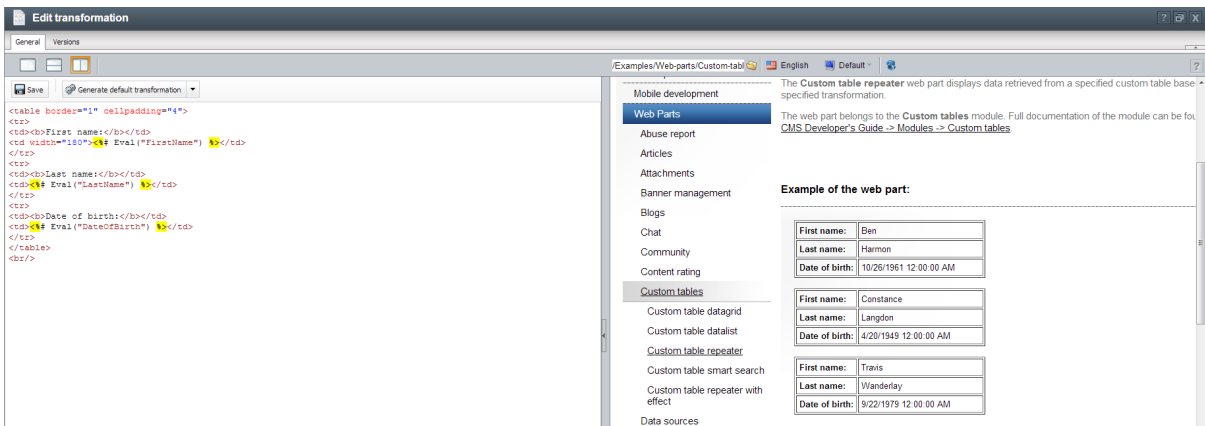 Edit transformation
General Versions
/Examples/Web-parts/Custom-tabl English Default
Save Generate default transformation
<table border="1" cellpadding="4">
<tr>
<td><b>First name:</b></td>
<td width="180"><%# Eval("FirstName") %></td>
</tr>
<tr>
<td><b>Last name:</b></td>
<td><%# Eval("LastName") %></td>
</tr>
<tr>
<td><b>Date of birth:</b></td>
<td><%# Eval("DateOfBirth") %></td>
</tr>
</table>
<br/>
Mobile development
Web Parts
Abuse report
Articles
Attachments
Banner management
Blogs
Chat
Community
Content rating
Custom tables
Custom table datagrid
Custom table datalist
Custom table repeater
Custom table smart search
Custom table repeater with
effect
Data sources
The Custom table repeater web part displays data retrieved from a specified custom table base
specified transformation.
The web part belongs to the Custom tables module. Full documentation of the module can be fou
CMS Developer's Guide -> Modules -> Custom tables.
Example of the web part:
First name: Ben
Last name: Harmon
Date of birth: 10/26/1961 12:00:00 AM
First name: Constance
Last name: Langdon
Date of birth: 4/20/1949 12:00:00 AM
First name: Travis
Last name: Wanderlay
Date of birth: 9/22/1979 12:00:00 AM